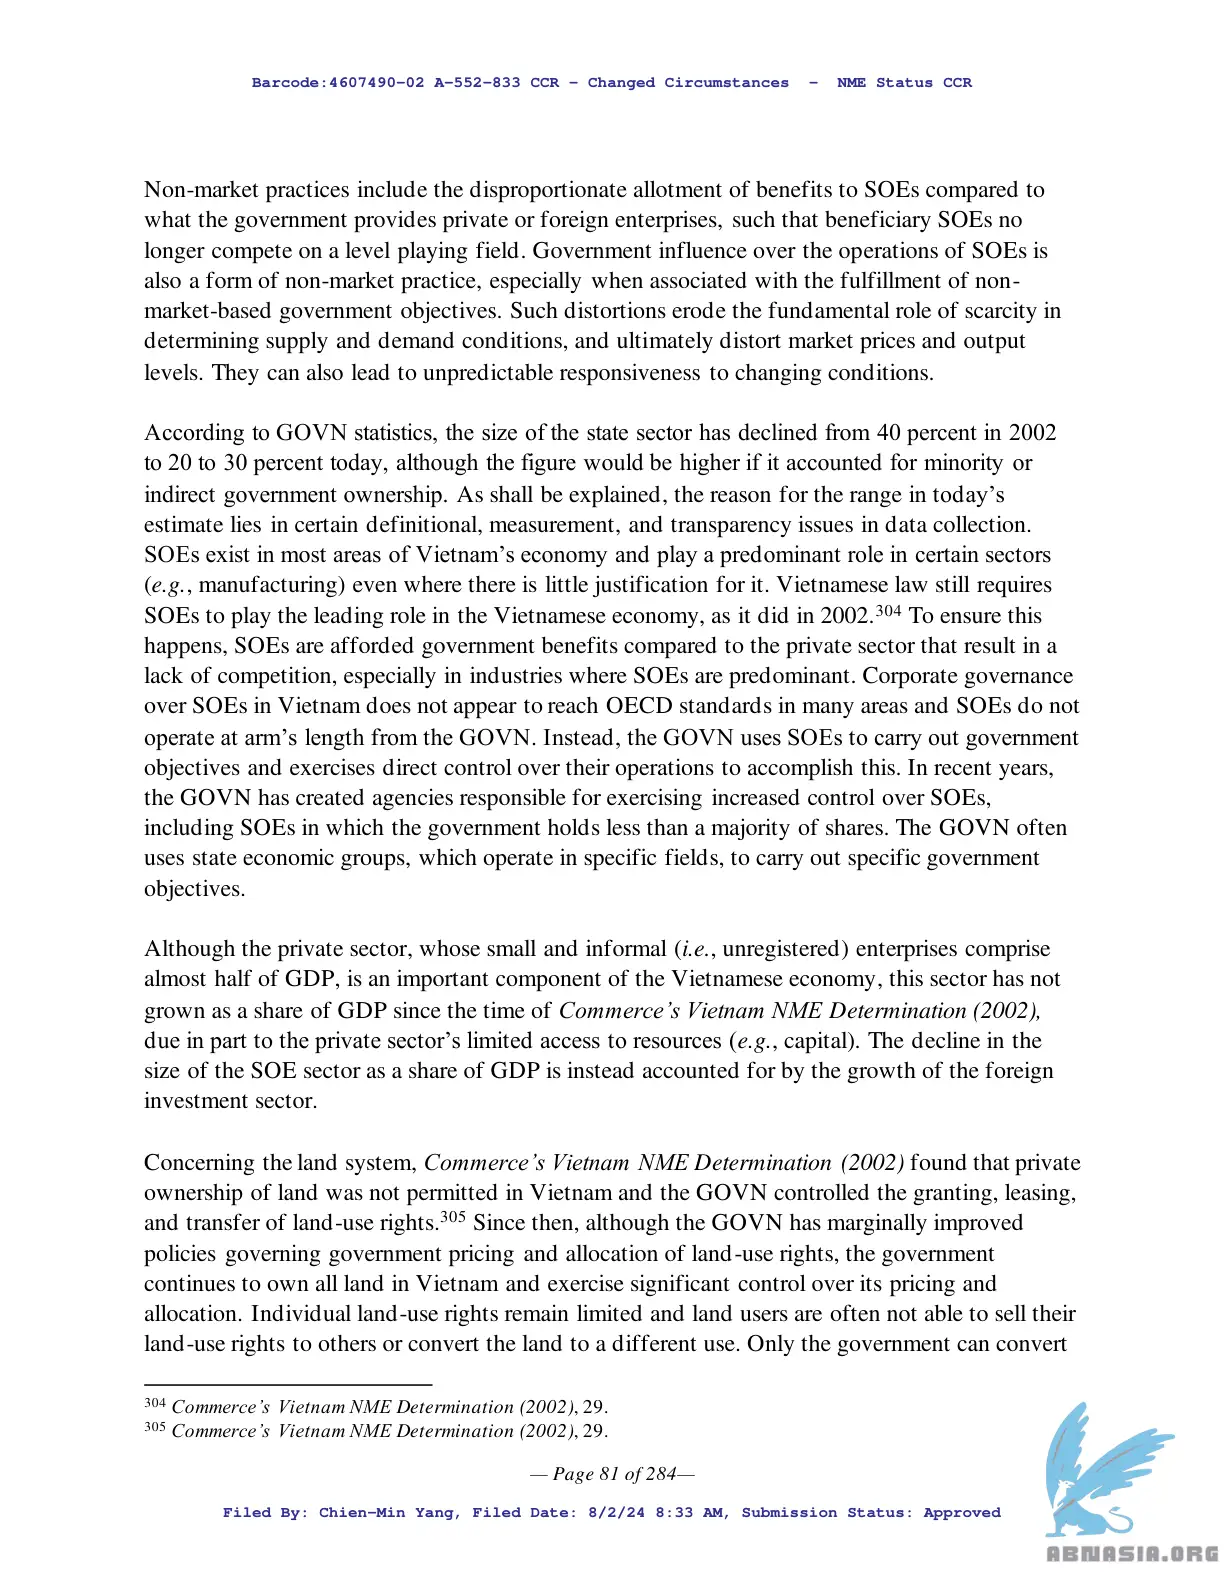 Barcode:4607490-02 A-552-833 CCR - Changed Circumstances - NME Status CCR
Non-market practices include the disproportionate allotment of benefits to SOEs compared to
what the government provides private or foreign enterprises, such that beneficiary SOEs no
longer compete on a level playing field. Government influence over the operations of SOEs is
also a form of non-market practice, especially when associated with the fulfillment of non-
market-based government objectives. Such distortions erode the fundamental role of scarcity in
determining supply and demand conditions, and ultimately distort market prices and output
levels. They can also lead to unpredictable responsiveness to changing conditions.
According to GOVN statistics, the size of the state sector has declined from 40 percent in 2002
to 20 to 30 percent today, although the figure would be higher if it accounted for minority or
indirect government ownership. As shall be explained, the reason for the range in today's
estimate lies in certain definitional, measurement, and transparency issues in data collection.
SOEs exist in most areas of Vietnam's economy and play a predominant role in certain sectors
(e.g., manufacturing) even where there is little justification for it. Vietnamese law still requires
SOEs to play the leading role in the Vietnamese economy, as it did in 2002.304 To ensure this
happens, SOEs are afforded government benefits compared to the private sector that result in a
lack of competition, especially in industries where SOEs are predominant. Corporate governance
over SOEs in Vietnam does not appear to reach OECD standards in many areas and SOEs do not
operate at arm's length from the GOVN. Instead, the GOVN uses SOEs to carry out government
objectives and exercises direct control over their operations to accomplish this. In recent years,
the GOVN has created agencies responsible for exercising increased control over SOEs,
including SOEs in which the government holds less than a majority of shares. The GOVN often
uses state economic groups, which operate in specific fields, to carry out specific government
objectives.
Although the private sector, whose small and informal (i.e., unregistered) enterprises comprise
almost half of GDP, is an important component of the Vietnamese economy, this sector has not
grown as a share of GDP since the time of Commerce's Vietnam NME Determination (2002),
due in part to the private sector's limited access to resources (e.g., capital). The decline in the
size of the SOE sector as a share of GDP is instead accounted for by the growth of the foreign
investment sector.
Concerning the land system, Commerce's Vietnam NME Determination (2002) found that private
ownership of land was not permitted in Vietnam and the GOVN controlled the granting, leasing,
and transfer of land-use rights.305 Since then, although the GOVN has marginally improved
policies governing government pricing and allocation of land-use rights, the government
continues to own all land in Vietnam and exercise significant control over its pricing and
allocation. Individual land-use rights remain limited and land users are often not able to sell their
land-use rights to others or convert the land to a different use. Only the government can convert
304 Commerce's Vietnam NME Determination (2002), 29.
305 Commerce's Vietnam NME Determination (2002), 29.
— Page 81 of 284—
Filed By: Chien-Min Yang, Filed Date: 8/2/24 8:33 AM, Submission Status: Approved
ABNASIA.ORG